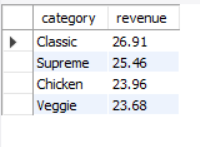 category revenue
Classic 26.91
Supreme 25.46
Chicken 23.96
Veggie 23.68